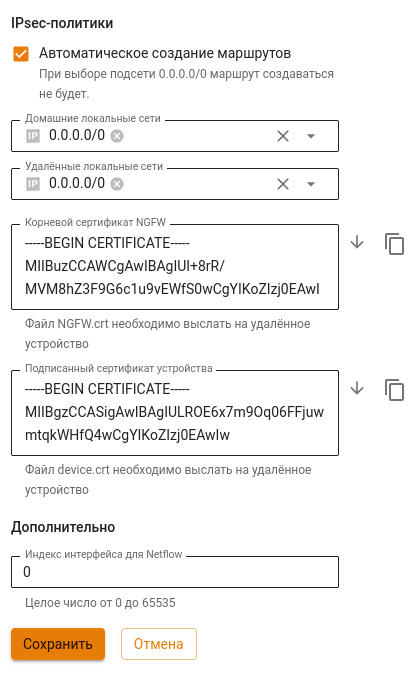 IPsec-политики
Автоматическое создание маршрутов
При выборе подсети 0.0.0.0/0 маршрут создаваться
не будет.
Домашние локальные сети
IP 0.0.0.0/0
Удалённые локальные сети
IP 0.0.0.0/0
Корневой сертификат NGFW
-----BEGIN CERTIFICATE-----
MIIBuzCCAWCgAwIBAgIUI+8rR/
MVM8hZ3F9G6c1u9vEWfS0wCgYIKoZIzj0EAwI
Файл NGFW.crt необходимо выслать на удалённое
устройство
Подписанный сертификат устройства
-----BEGIN CERTIFICATE-----
MIIBgzCCASigAwIBAgIULROE6x7m9Oq06FFjuw
mtqkWHfQ4wCgYIKoZIzj0EAwIw
Файл device.crt необходимо выслать на удалённое
устройство
Дополнительно
Индекс интерфейса для Netflow
0
Целое число от 0 до 65535
Сохранить Отмена